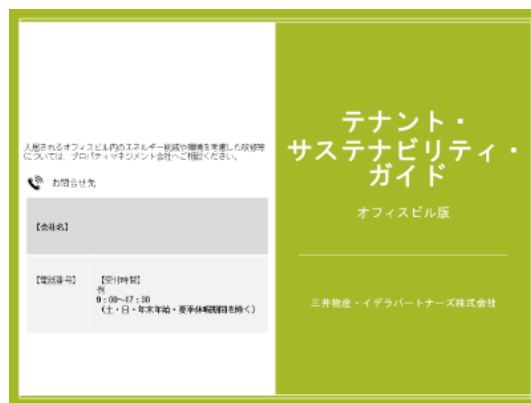 入居されるオフィスビル内のエネルギー削減や環境を考慮した改修等
については、プロパティマネジメント会社へご相談ください。
お問合せ先
【会社名】
【電話番号】
【受付時間】
例
9：00～17：30
（土・日・年末年始・夏季休暇期間を除く）
テナント・
サステナビリティ・
ガイド
オフィスビル版
三井物産・イデラパートナーズ株式会社